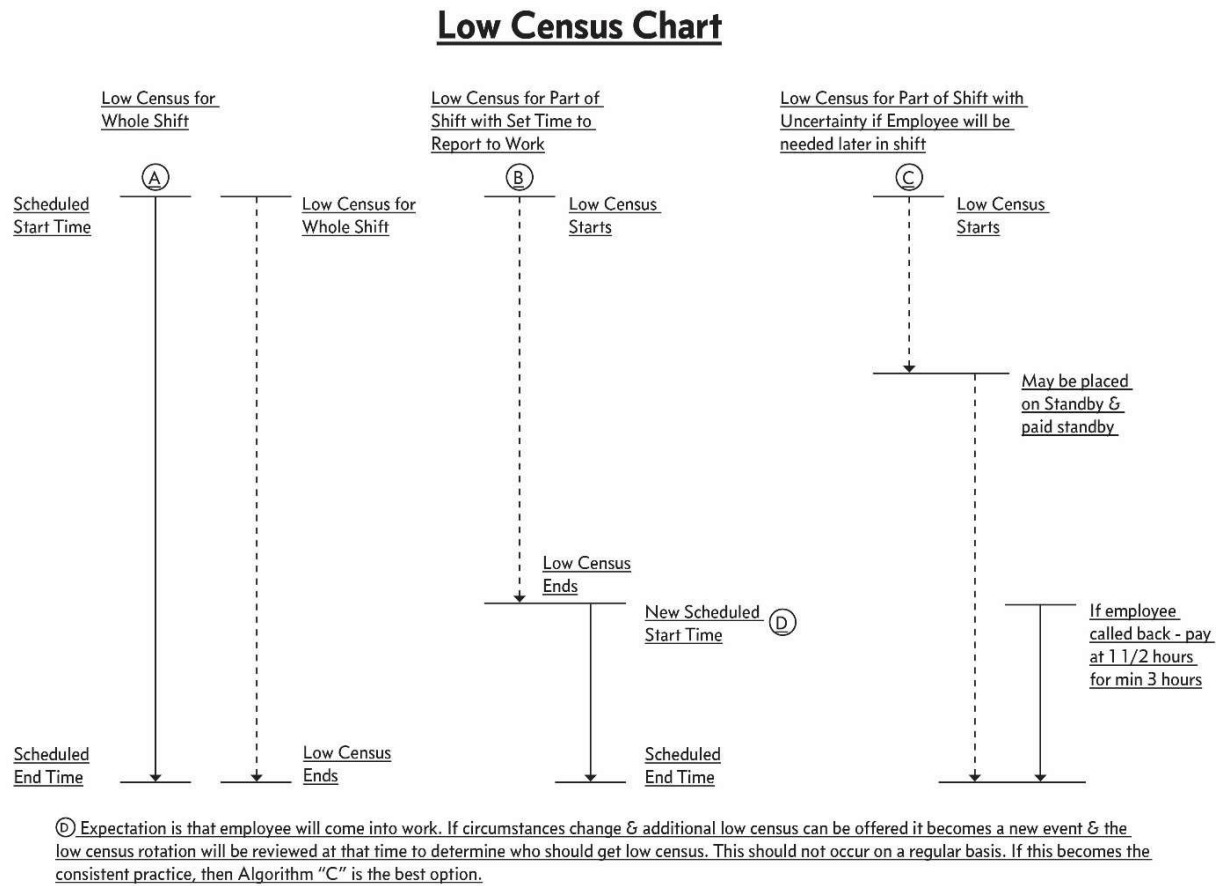 Low Census Chart
Low Census for
Whole Shift
Low Census for Part of
Shift with Set Time to
Report to Work
Low Census for Part of Shift with
Uncertainty if Employee will be
needed later in shift
A
B
C
Scheduled
Start Time
Low Census for
Whole Shift
Low Census
Starts
Low Census
Starts
May be placed
on Standby &
paid standby
Low Census
Ends
New Scheduled
Start Time
D
If employee
called back - pay
at 1 1/2 hours
for min 3 hours
Scheduled
End Time
Low Census
Ends
Scheduled
End Time
D Expectation is that employee will come into work. If circumstances change & additional low census can be offered it becomes a new event & the
low census rotation will be reviewed at that time to determine who should get low census. This should not occur on a regular basis. If this becomes the
consistent practice, then Algorithm “C” is the best option.